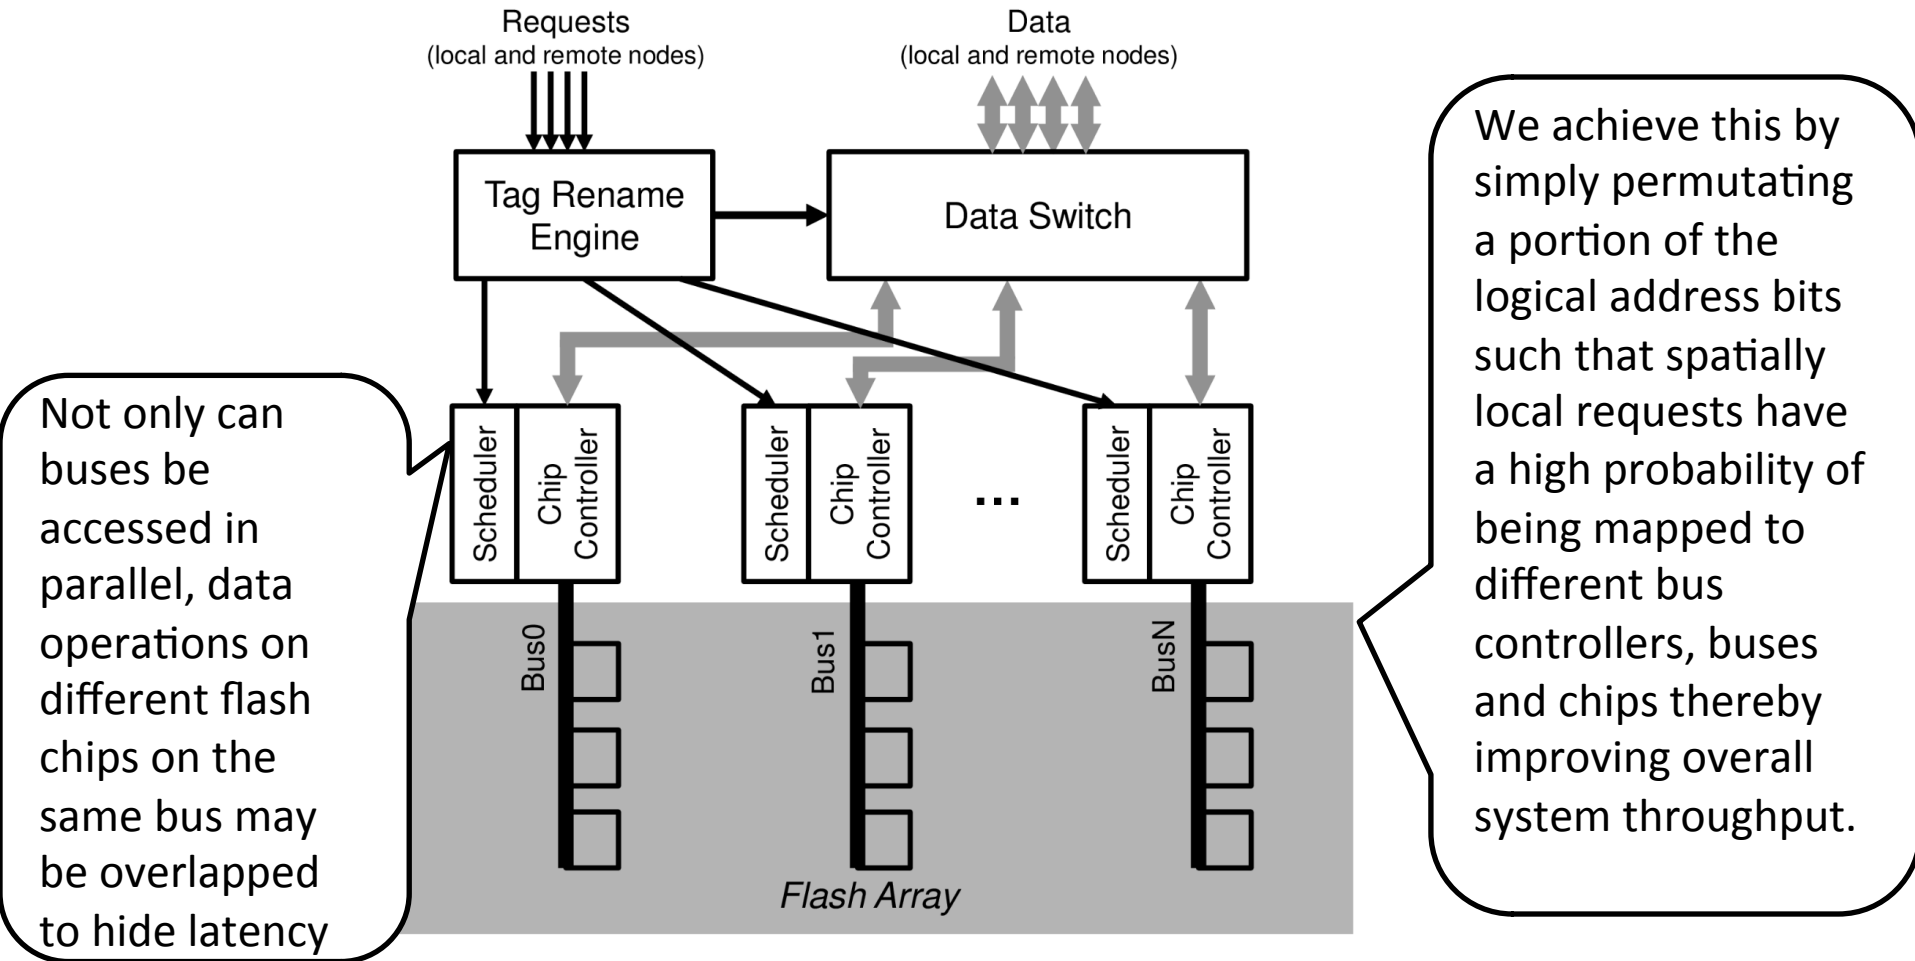 Requests
(local and remote nodes)
Data
(local and remote nodes)
Tag Rename
Engine
Data Switch
Not only can
buses be
accessed in
parallel, data
operations on
different flash
chips on the
same bus may
be overlapped
to hide latency
Scheduler
Chip
Controller
Scheduler
Chip
Controller
...
Scheduler
Chip
Controller
Bus0
Bus1
BusN
Flash Array
We achieve this by
simply permutating
a portion of the
logical address bits
such that spatially
local requests have
a high probability of
being mapped to
different bus
controllers, buses
and chips thereby
improving overall
system throughput.